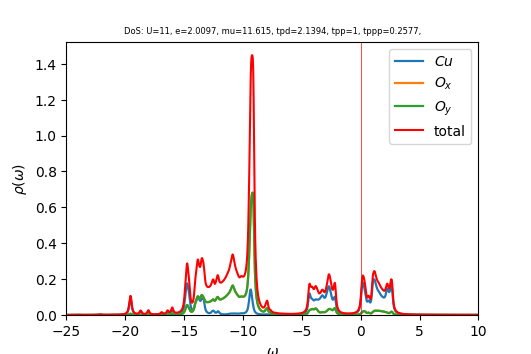 DoS: U=11, e=2.0097, mu=11.615, tpd=2.1394, tpp=1, tppp=0.2577,
ρ(ω)
1.4
1.2
1.0
0.8
0.6
0.4
0.2
0.0
Cu
O_x
O_y
total
−25 −20 −15 −10 −5 0 5 10
ω